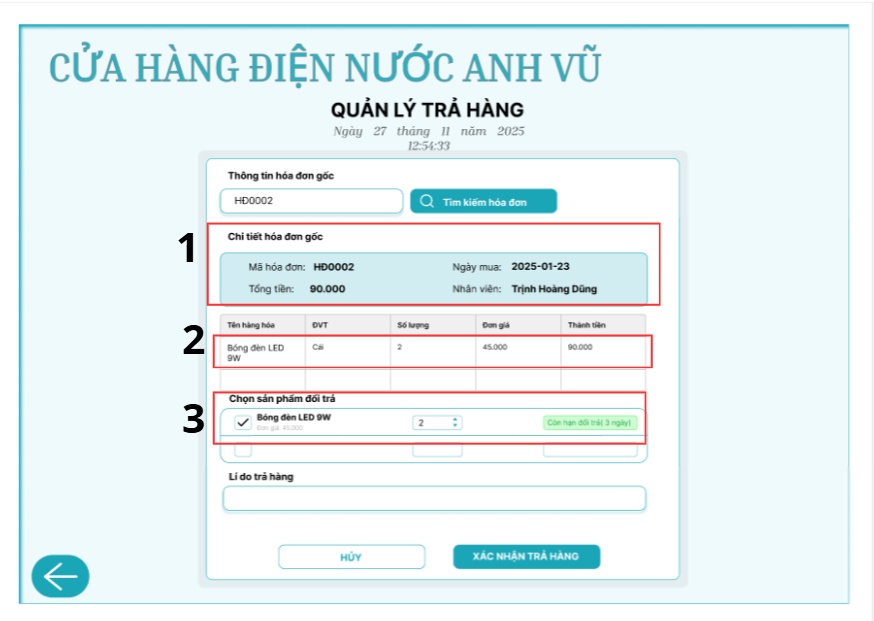 CỬA HÀNG ĐIỆN NƯỚC ANH VŨ
QUẢN LÝ TRẢ HÀNG
Ngày 27 tháng 11 năm 2025
12:54:33
Thông tin hóa đơn gốc
HĐ0002
Tìm kiếm hóa đơn
1
Chi tiết hóa đơn gốc
Mã hóa đơn: HĐ0002 Ngày mua: 2025-01-23
Tổng tiền: 90.000 Nhân viên: Trịnh Hoàng Dũng
Tên hàng hóa ĐVT Số lượng Đơn giá Thành tiền
2
Bóng đèn LED 9W Cái 2 45.000 90.000
Chọn sản phẩm đổi trả
3
Bóng đèn LED 9W 2 Còn hạn đổi trả( 3 ngày)
Đơn giá: 45.000
Lí do trả hàng
HỦY XÁC NHẬN TRẢ HÀNG